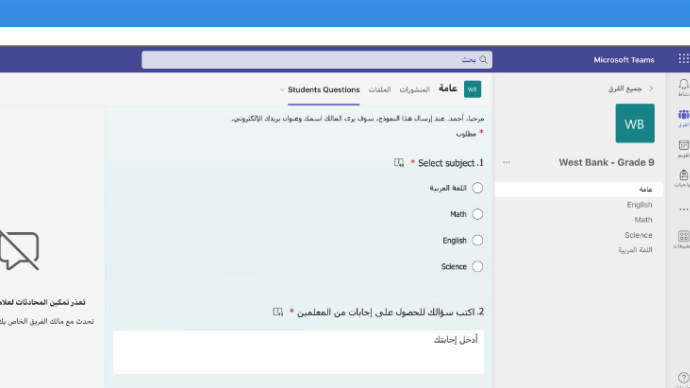 Microsoft Teams
بحث
نشاط
الفرق
جميع الفرق
WB
West Bank - Grade 9
عامة
English
Math
Science
اللغة العربية
WB عامة المنشورات الملفات Students Questions
مرحبا، أحمد. عند إرسال هذا النموذج، سوف يرى المالك اسمك وعنوان بريدك الإلكتروني.
* مطلوب
1. Select subject *
اللغة العربية
Math
English
Science
2. اكتب سؤالك للحصول على إجابات من المعلمين *
أدخل إجابتك
تعذر تمكين المحادثات
تحدث مع مالك الفريق الخاص